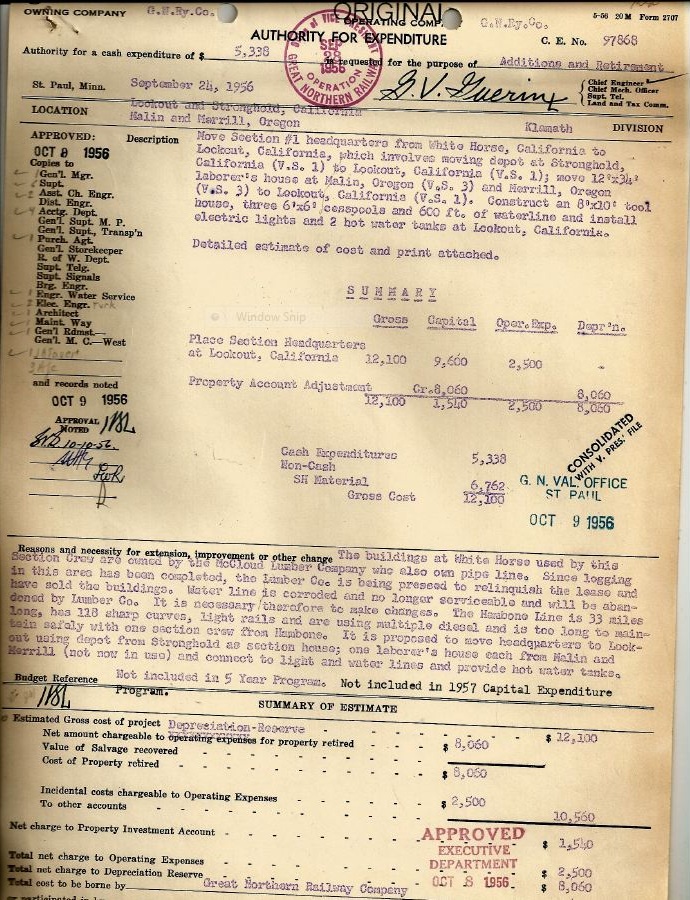 OWNING COMPANY G.N.Ry.Co. ORIGINAL OPERATING COMP. G.N.Ry.Co. 5-56 20M Form 2707
AUTHORITY FOR EXPENDITURE C. E. No. 97868
Authority for a cash expenditure of $ 5,338 is requested for the purpose of Additions and Retirement
OFFICE of VICE PRESIDENT
SEP 28 1956
OPERATION
GREAT NORTHERN RAILWAY
St. Paul, Minn. September 24, 1956
Chief Engineer
Chief Mech. Officer
Supt. Tel.
Land and Tax Comm.
LOCATION Lookout and Stronghold, California
Malin and Merrill, Oregon Klamath DIVISION
APPROVED:
OCT 8 1956
Copies to
Gen'l. Mgr.
Supt.
Asst. Ch. Engr.
Dist. Engr.
Acctg. Dept.
Gen'l. Supt. M. P.
Gen'l. Supt., Transp'n
Purch. Agt.
Gen'l Storekeeper
R. of W. Dept.
Supt. Telg.
Supt. Signals
Brg. Engr.
Engr. Water Service
Elec. Engr.
Architect
Maint. Way
Gen'l Rdmst.
Gen'l. M. C.—West
and records noted
OCT 9 1956
APPROVAL
NOTED
10-10-56
Description Move Section #1 headquarters from White Horse, California to
Lookout, California, which involves moving depot at Stronghold,
California (V.S. 1) to Lookout, California (V.S. 1); move 12'x34'
laborer's house at Malin, Oregon (V.S. 3) and Merrill, Oregon
(V.S. 3) to Lookout, California (V.S. 1). Construct an 8'x10' tool
house, three 6'x6' cesspools and 600 ft. of waterline and install
electric lights and 2 hot water tanks at Lookout, California.
Detailed estimate of cost and print attached.
Window Snip
SUMMARY
Gross Capital Oper.Exp. Depr'n.
Place Section Headquarters
at Lookout, California 12,100 9,600 2,500 -
Property Account Adjustment Cr.8,060 8,060
12,100 1,540 2,500 8,060
Cash Expenditures 5,338
Non-Cash
SH Material 6,762
Gross Cost 12,100
CONSOLIDATED
WITH V. PRES.' FILE
G. N. VAL. OFFICE
ST PAUL
OCT 9 1956
Reasons and necessity for extension, improvement or other change The buildings at White Horse used by this
Section Crew are owned by the McCloud Lumber Company who also own pipe line. Since logging
in this area has been completed, the Lumber Co. is being pressed to relinquish the lease and
have sold the buildings. Water line is corroded and no longer serviceable and will be aban-
doned by Lumber Co. It is necessary/therefore to make changes. The Hambone Line is 33 miles
long, has 118 sharp curves, light rails and are using multiple diesel and is too long to main-
tain safely with one section crew from Hambone. It is proposed to move headquarters to Look-
out using depot from Stronghold as section house; one laborer's house each from Malin and
Merrill (not now in use) and connect to light and water lines and provide hot water tanks.
Budget Reference Not included in 5 Year Program. Not included in 1957 Capital Expenditure
Program.
SUMMARY OF ESTIMATE
Estimated Gross cost of project $ 12,100
Depreciation-Reserve
Net amount chargeable to operating expenses for property retired $ 8,060
Value of Salvage recovered
Cost of Property retired $ 8,060
Incidental costs chargeable to Operating Expenses $ 2,500
To other accounts 10,560
Net charge to Property Investment Account $ 1,540
APPROVED
EXECUTIVE
DEPARTMENT
OCT 8 1956
Total net charge to Operating Expenses $ 2,500
Total net charge to Depreciation Reserve $ 8,060
Total cost to be borne by Great Northern Railway Company